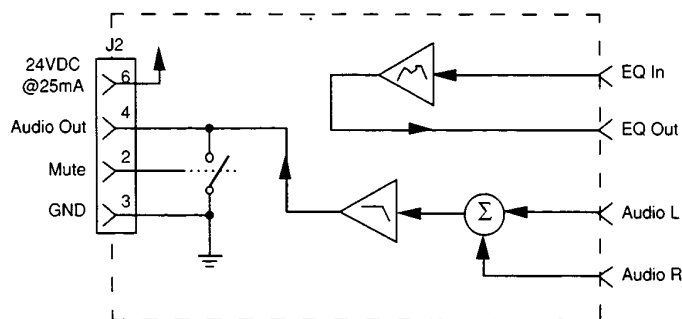 J2
24VDC
@25mA
6
Audio Out
4
Mute
2
GND
3
EQ In
EQ Out
Σ
Audio L
Audio R